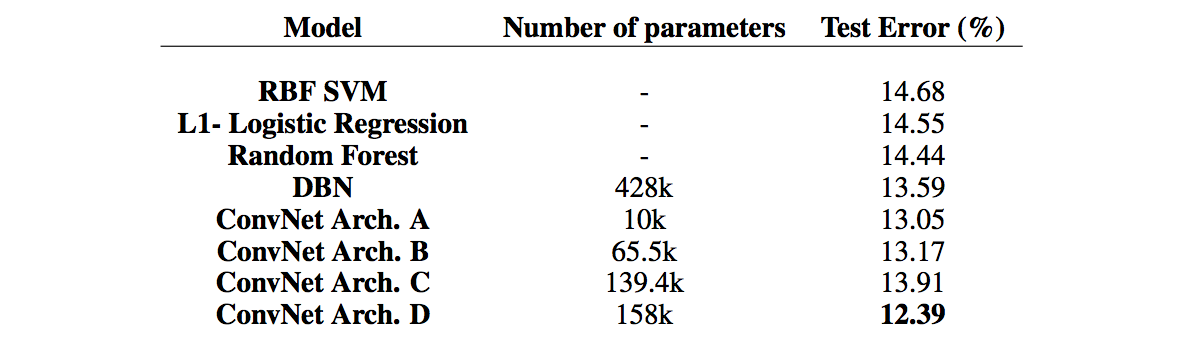 Model Number of parameters Test Error (%)
RBF SVM - 14.68
L1- Logistic Regression - 14.55
Random Forest - 14.44
DBN 428k 13.59
ConvNet Arch. A 10k 13.05
ConvNet Arch. B 65.5k 13.17
ConvNet Arch. C 139.4k 13.91
ConvNet Arch. D 158k 12.39